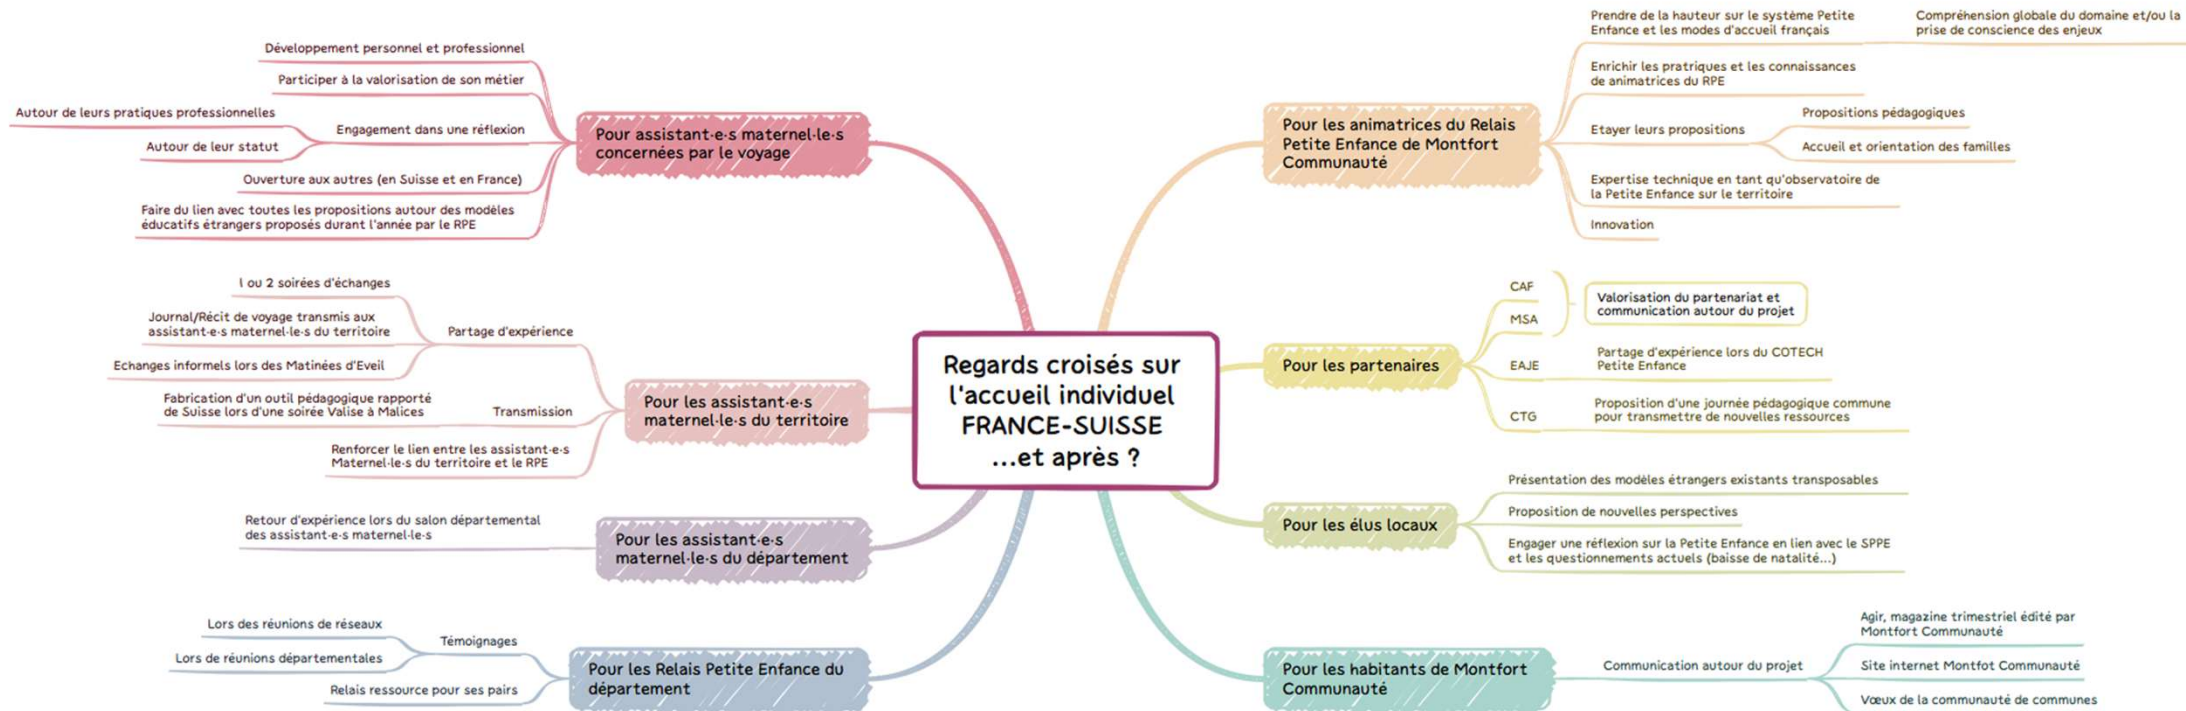 Regards croisés sur
l'accueil individuel
FRANCE-SUISSE
...et après ?
Pour assistant·e·s maternel·le·s
concernées par le voyage
Développement personnel et professionnel
Participer à la valorisation de son métier
Engagement dans une réflexion
Autour de leurs pratiques professionnelles
Autour de leur statut
Ouverture aux autres (en Suisse et en France)
Faire du lien avec toutes les propositions autour des modèles
éducatifs étrangers proposés durant l'année par le RPE
Pour les assistant·e·s
maternel·le·s du territoire
Partage d'expérience
1 ou 2 soirées d'échanges
Journal/Récit de voyage transmis aux
assistant·e·s maternel·le·s du territoire
Echanges informels lors des Matinées d'Eveil
Transmission
Fabrication d'un outil pédagogique rapporté
de Suisse lors d'une soirée Valise à Malices
Renforcer le lien entre les assistant·e·s
Maternel·le·s du territoire et le RPE
Pour les assistant·e·s
maternel·le·s du département
Retour d'expérience lors du salon départemental
des assistant·e·s maternel·le·s
Pour les Relais Petite Enfance du
département
Témoignages
Lors des réunions de réseaux
Lors de réunions départementales
Relais ressource pour ses pairs
Pour les animatrices du Relais
Petite Enfance de Montfort
Communauté
Prendre de la hauteur sur le système Petite
Enfance et les modes d'accueil français
Compréhension globale du domaine et/ou la
prise de conscience des enjeux
Enrichir les pratriques et les connaissances
de animatrices du RPE
Etayer leurs propositions
Propositions pédagogiques
Accueil et orientation des familles
Expertise technique en tant qu'observatoire de
la Petite Enfance sur le territoire
Innovation
Pour les partenaires
CAF
MSA
Valorisation du partenariat et
communication autour du projet
EAJE
Partage d'expérience lors du COTECH
Petite Enfance
CTG
Proposition d'une journée pédagogique commune
pour transmettre de nouvelles ressources
Pour les élus locaux
Présentation des modèles étrangers existants transposables
Proposition de nouvelles perspectives
Engager une réflexion sur la Petite Enfance en lien avec le SPPE
et les questionnements actuels (baisse de natalité...)
Pour les habitants de Montfort
Communauté
Communication autour du projet
Agir, magazine trimestriel édité par
Montfort Communauté
Site internet Montfot Communauté
Vœux de la communauté de communes